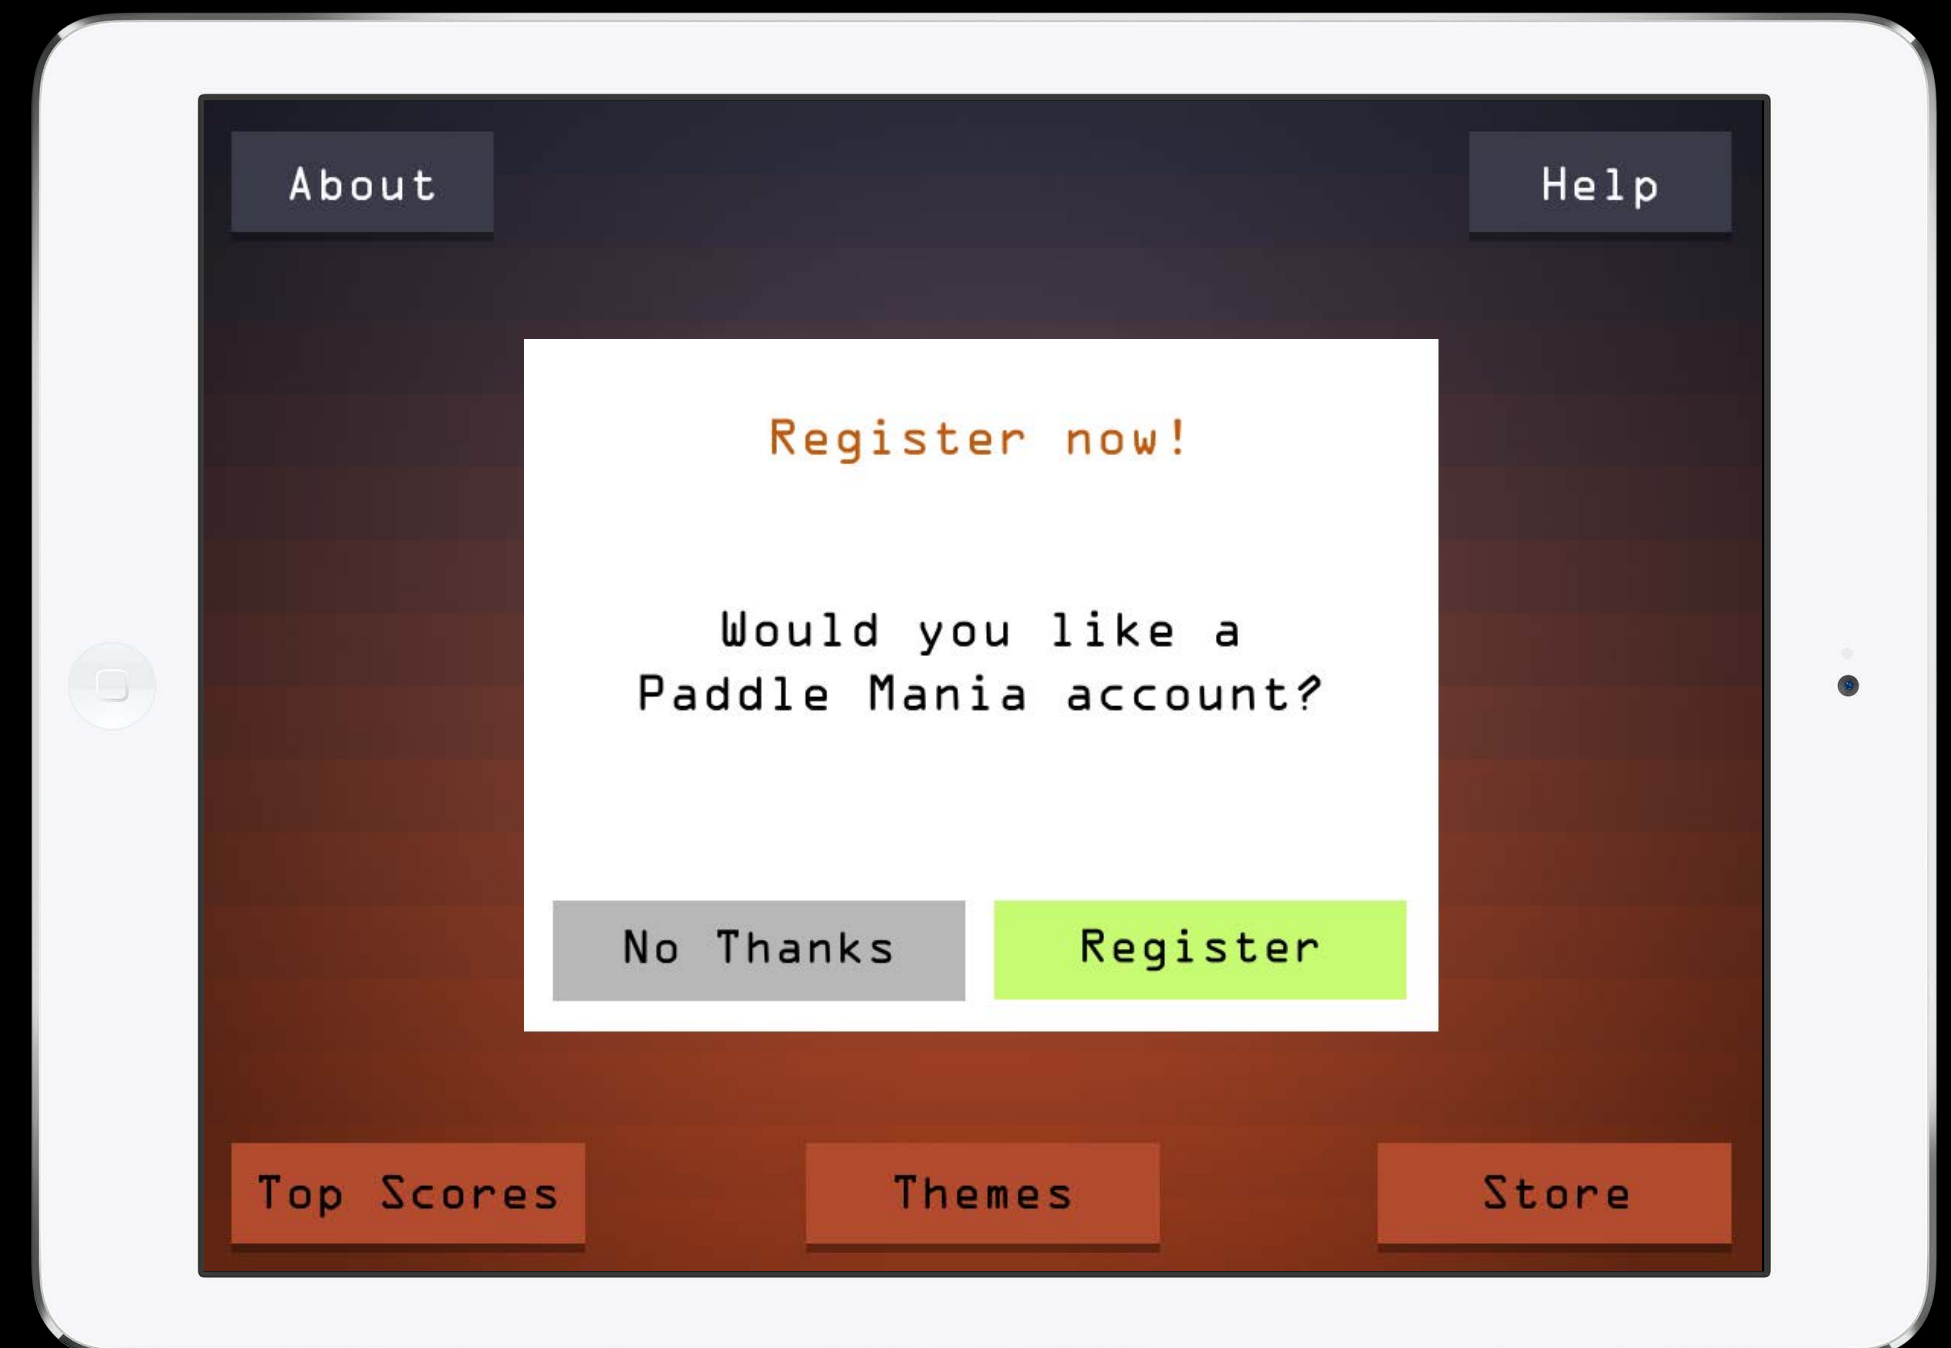 About
Help
Register now!
Would you like a
Paddle Mania account?
No Thanks
Register
Top Scores
Themes
Store